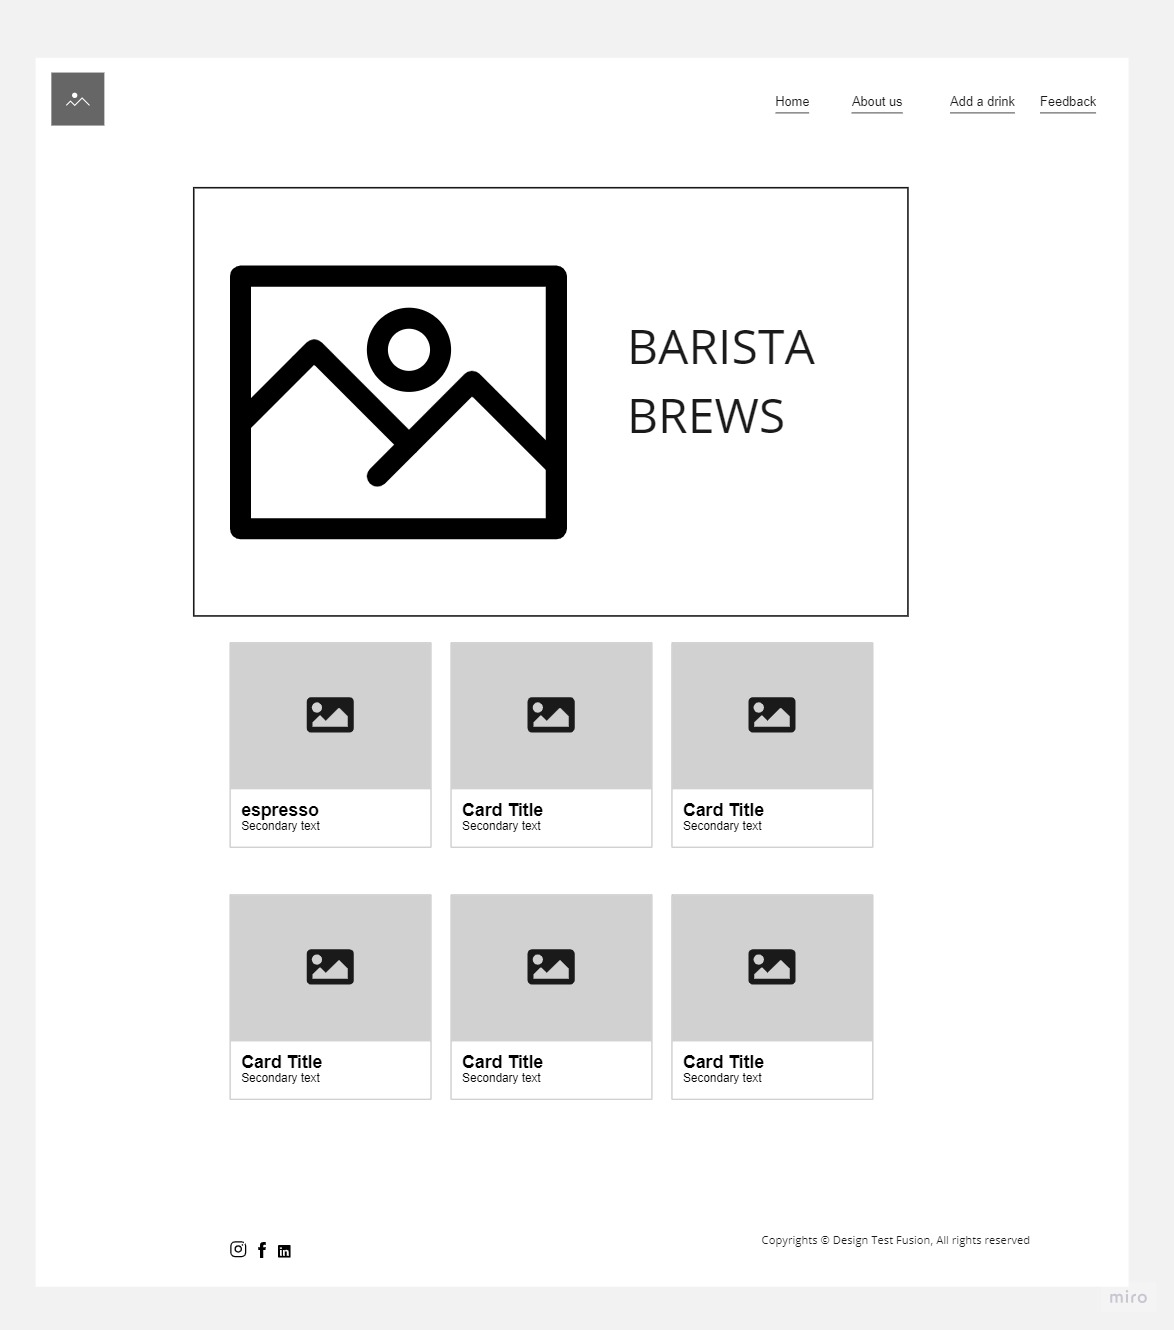 Home About us Add a drink Feedback
BARISTA
BREWS
espresso
Secondary text
Card Title
Secondary text
Card Title
Secondary text
Card Title
Secondary text
Card Title
Secondary text
Card Title
Secondary text
Copyrights © Design Test Fusion, All rights reserved
miro